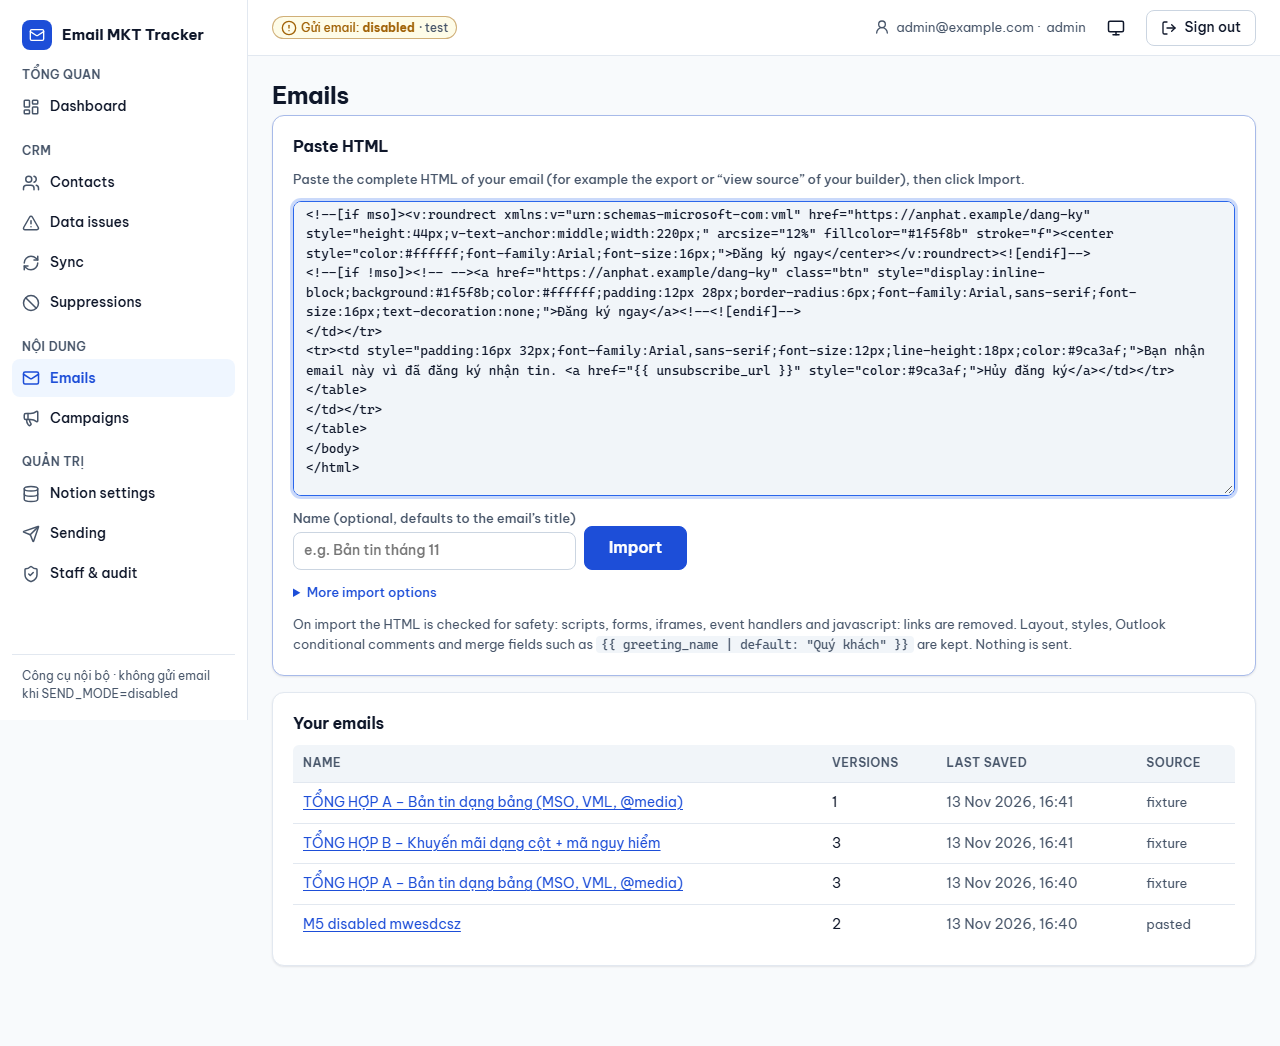 Email MKT Tracker
TỔNG QUAN
Dashboard
CRM
Contacts
Data issues
Sync
Suppressions
NỘI DUNG
Emails
Campaigns
QUẢN TRỊ
Notion settings
Sending
Staff & audit
Công cụ nội bộ · không gửi email
khi SEND_MODE=disabled
Gửi email: disabled · test
admin@example.com · admin
Sign out
Emails
Paste HTML
Paste the complete HTML of your email (for example the export or “view source” of your builder), then click Import.
<!--[if mso]><v:roundrect xmlns:v="urn:schemas-microsoft-com:vml" href="https://anphat.example/dang-ky"
style="height:44px;v-text-anchor:middle;width:220px;" arcsize="12%" fillcolor="#1f5f8b" stroke="f"><center
style="color:#ffffff;font-family:Arial;font-size:16px;">Đăng ký ngay</center></v:roundrect><![endif]-->
<!--[if !mso]><!-- --><a href="https://anphat.example/dang-ky" class="btn" style="display:inline-
block;background:#1f5f8b;color:#ffffff;padding:12px 28px;border-radius:6px;font-family:Arial,sans-serif;font-
size:16px;text-decoration:none;">Đăng ký ngay</a><!--<![endif]-->
</td></tr>
<tr><td style="padding:16px 32px;font-family:Arial,sans-serif;font-size:12px;line-height:18px;color:#9ca3af;">Bạn nhận
email này vì đã đăng ký nhận tin. <a href="{{ unsubscribe_url }}" style="color:#9ca3af;">Hủy đăng ký</a></td></tr>
</table>
</td></tr>
</table>
</body>
</html>
Name (optional, defaults to the email’s title)
e.g. Bản tin tháng 11
Import
More import options
On import the HTML is checked for safety: scripts, forms, iframes, event handlers and javascript: links are removed. Layout, styles, Outlook
conditional comments and merge fields such as {{ greeting_name | default: "Quý khách" }} are kept. Nothing is sent.
Your emails
NAME VERSIONS LAST SAVED SOURCE
TỔNG HỢP A – Bản tin dạng bảng (MSO, VML, @media) 1 13 Nov 2026, 16:41 fixture
TỔNG HỢP B – Khuyến mãi dạng cột + mã nguy hiểm 3 13 Nov 2026, 16:41 fixture
TỔNG HỢP A – Bản tin dạng bảng (MSO, VML, @media) 3 13 Nov 2026, 16:40 fixture
M5 disabled mwesdcsz 2 13 Nov 2026, 16:40 pasted